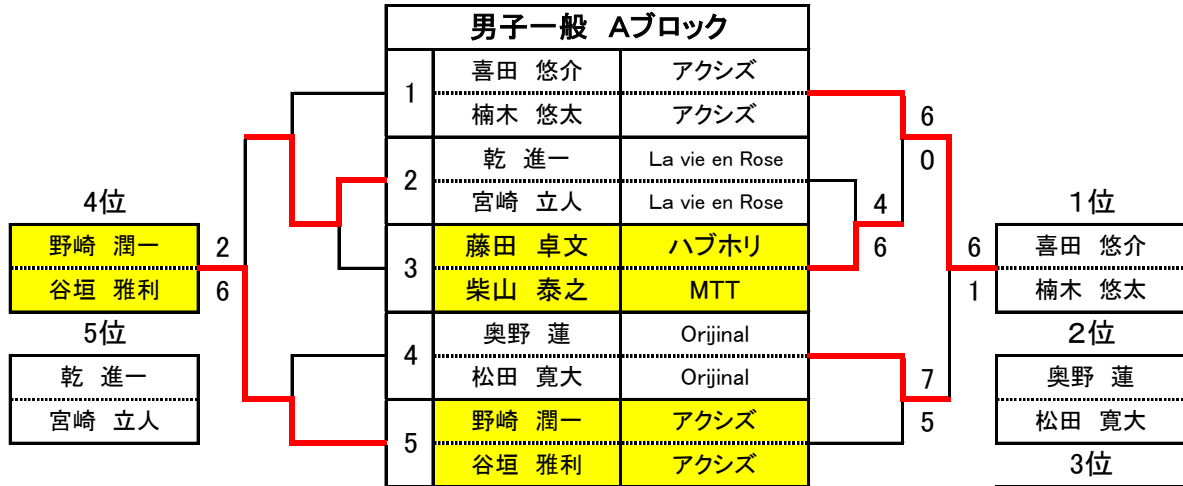 男子一般 Aブロック
1 喜田 悠介 アクシズ
楠木 悠太 アクシズ
2 乾 進一 La vie en Rose
宮崎 立人 La vie en Rose
3 藤田 卓文 ハブホリ
柴山 泰之 MTT
4 奥野 蓮 Orijinal
松田 寛大 Orijinal
5 野崎 潤一 アクシズ
谷垣 雅利 アクシズ
4位
野崎 潤一
谷垣 雅利
5位
乾 進一
宮崎 立人
2
6
6
0
4
6
6
1
7
5
1位
喜田 悠介
楠木 悠太
2位
奥野 蓮
松田 寛大
3位